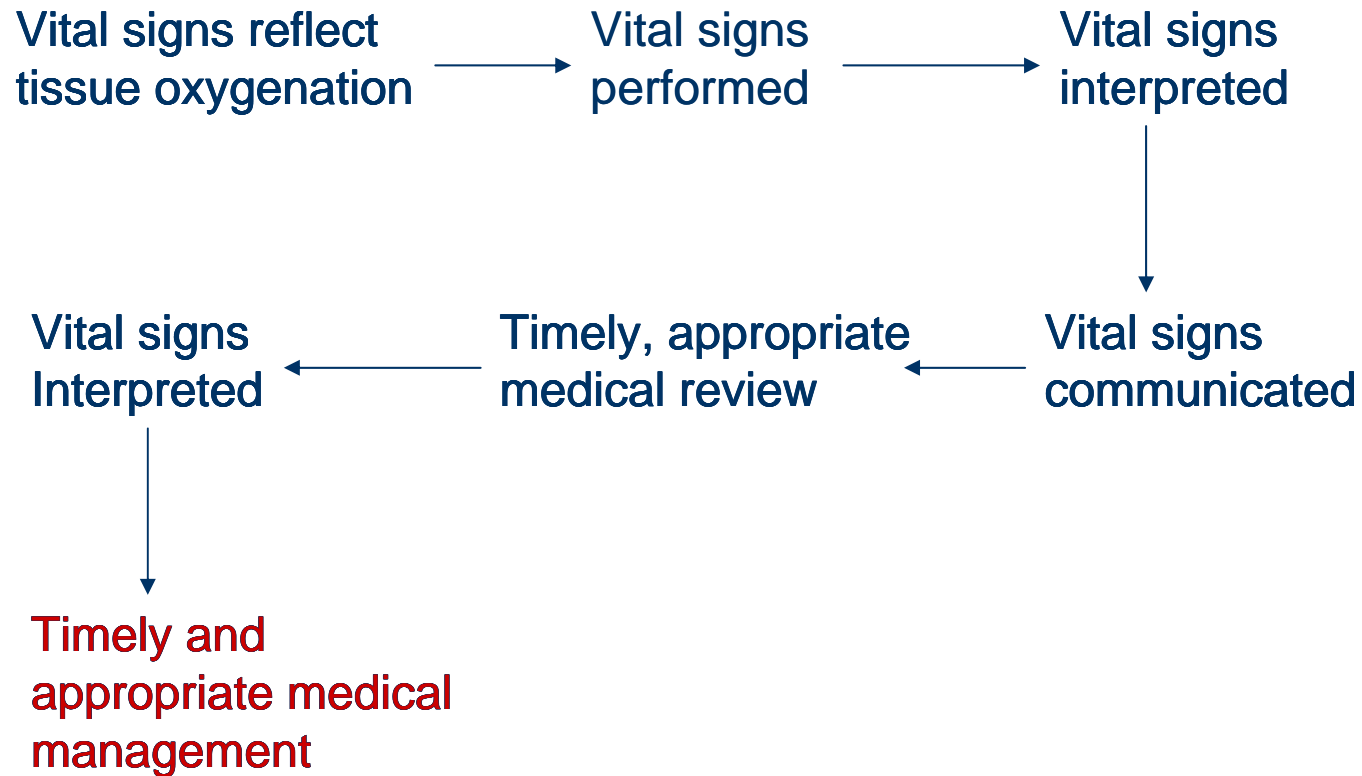 Vital signs reflect
tissue oxygenation
Vital signs
performed
Vital signs
interpreted
Vital signs
communicated
Timely, appropriate
medical review
Vital signs
Interpreted
Timely and
appropriate medical
management